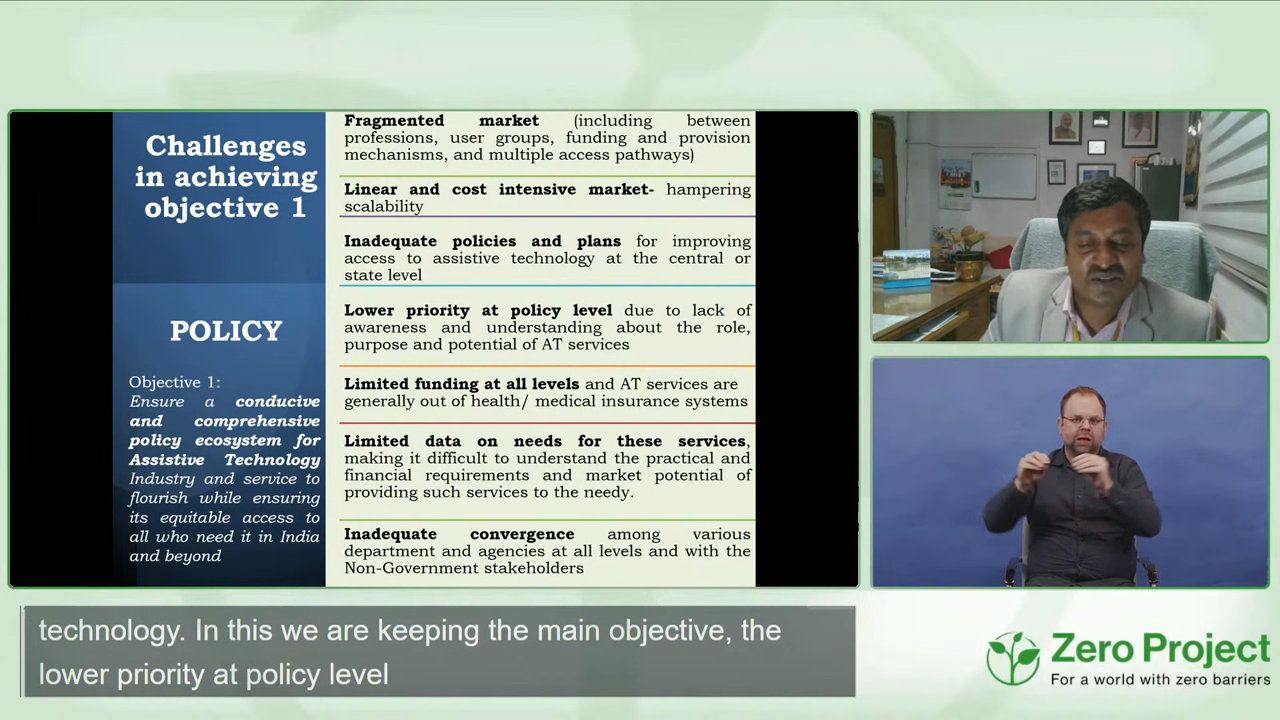 Challenges
in achieving
objective 1
POLICY
Objective 1:
Ensure a conducive
and comprehensive
policy ecosystem for
Assistive Technology
Industry and service to
flourish while ensuring
its equitable access to
all who need it in India
and beyond
Fragmented market (including between
professions, user groups, funding and provision
mechanisms, and multiple access pathways)
Linear and cost intensive market- hampering
scalability
Inadequate policies and plans for improving
access to assistive technology at the central or
state level
Lower priority at policy level due to lack of
awareness and understanding about the role,
purpose and potential of AT services
Limited funding at all levels and AT services are
generally out of health/ medical insurance systems
Limited data on needs for these services,
making it difficult to understand the practical and
financial requirements and market potential of
providing such services to the needy.
Inadequate convergence among various
department and agencies at all levels and with the
Non-Government stakeholders
technology. In this we are keeping the main objective, the
lower priority at policy level
Zero Project
For a world with zero barriers